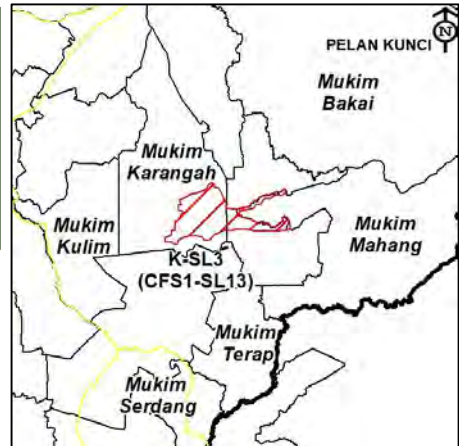 N
PELAN KUNCI
Mukim
Bakai
Mukim
Karangah
Mukim
Kulim
Mukim
Mahang
K-SL3
(CFS1-SL13)
Mukim
Terap
Mukim
Serdang